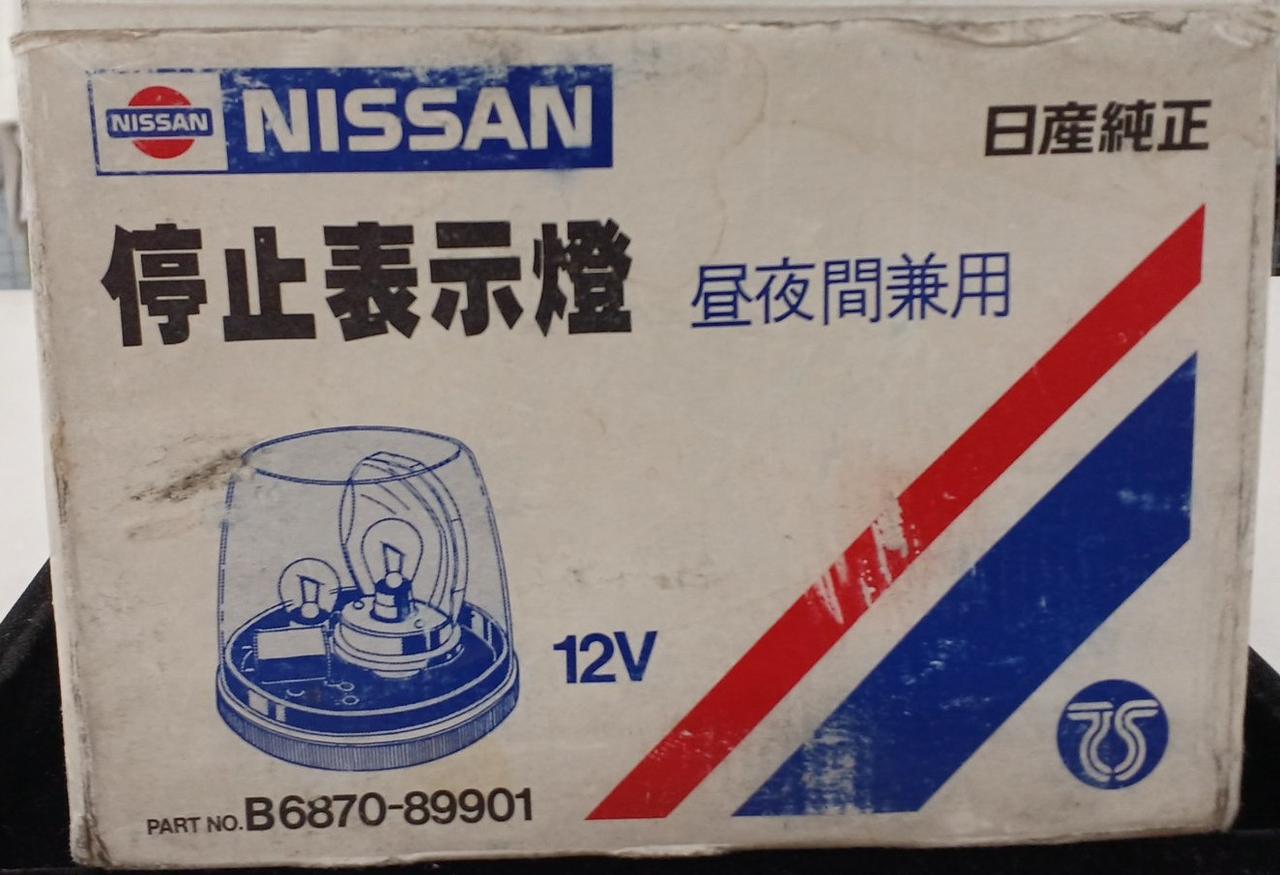 NISSAN NISSAN
日産純正
停止表示燈 昼夜間兼用
12V
PART NO. B6870-89901
TS